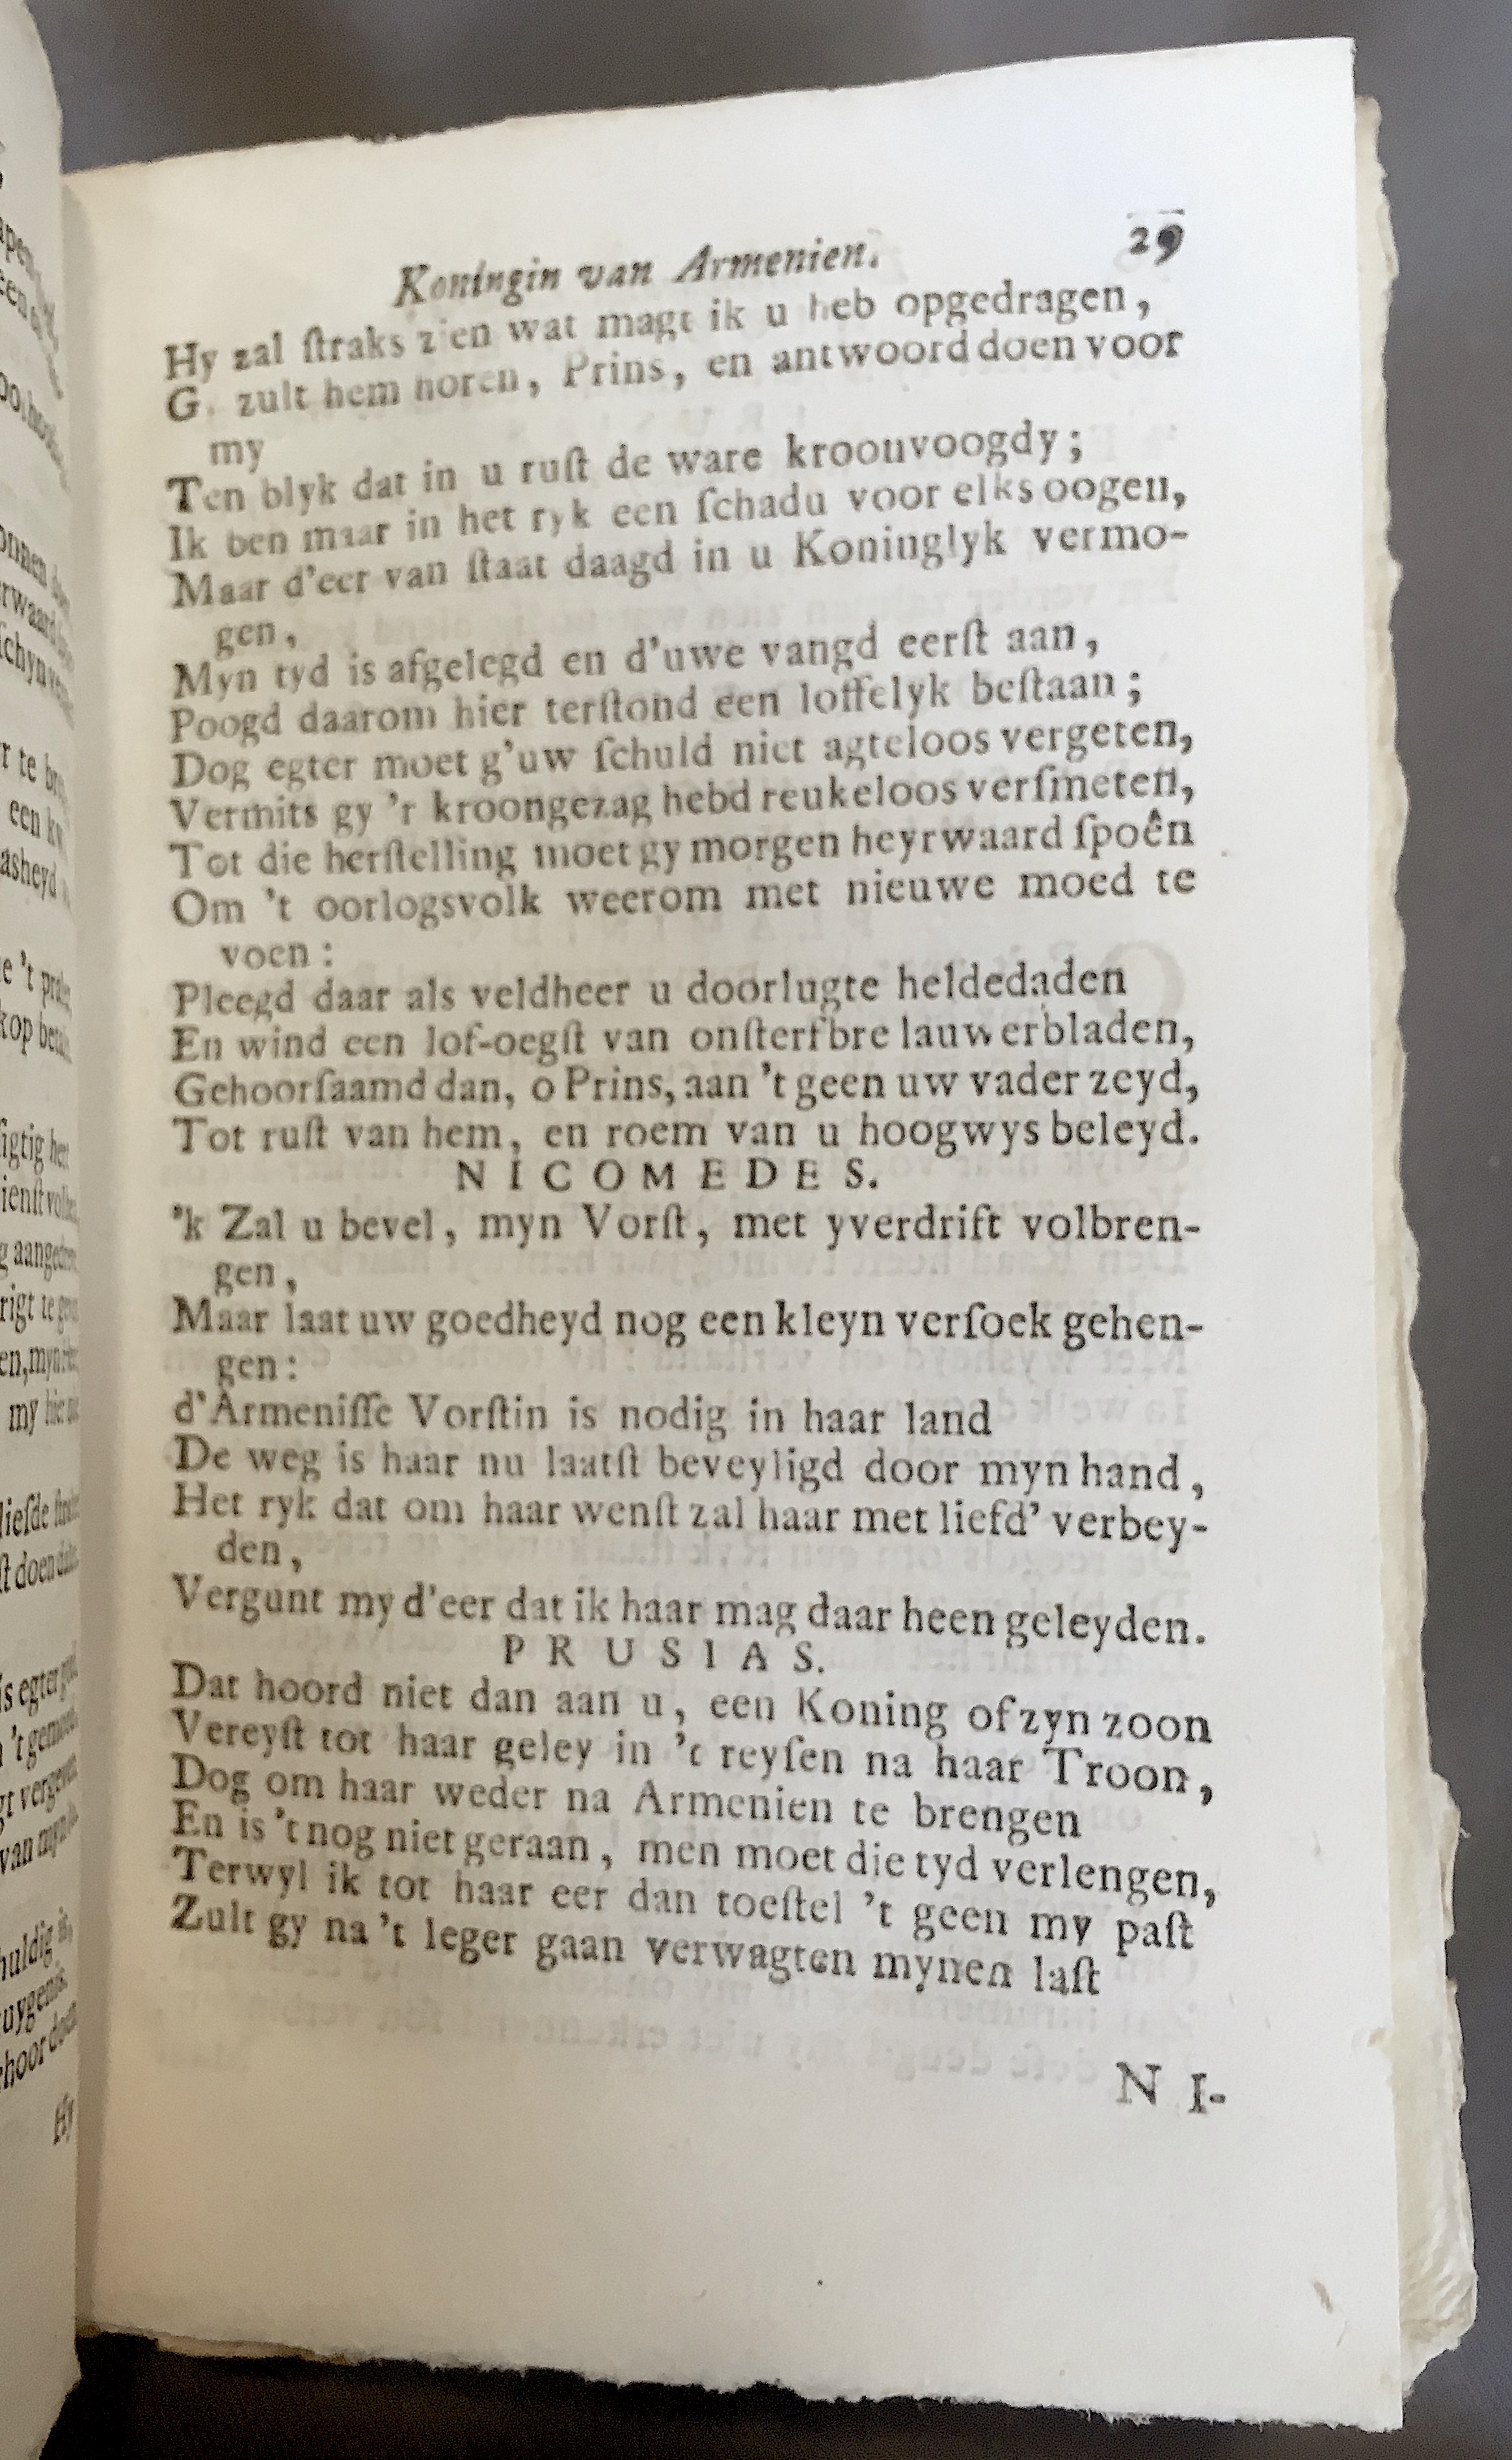 Koningin van Armenien. 29
Hy zal ſtraks zien wat magt ik u heb opgedragen,
G. zult hem horen, Prins, en antwoord doen voor
my
Ten blyk dat in u ruſt de ware kroonvoogdy;
Ik ben maar in het ryk een ſchadu voor elks oogen,
Maar d'eer van ſtaat daagd in u Koninglyk vermo-
gen,
Myn tyd is afgelegd en d'uwe vangd eerſt aan,
Poogd daarom hier terſtond een loffelyk beſtaan;
Dog egter moet g'uw ſchuld niet agteloos vergeten,
Vermits gy 'r kroongezag hebd reukeloos verſmeten,
Tot die herſtelling moet gy morgen heyrwaard ſpoên
Om 't oorlogsvolk weerom met nieuwe moed te
voen:
Pleegd daar als veldheer u doorlugte heldedaden
En wind een lof-oegſt van onſterf'bre lauwerbladen,
Gehoorſaamd dan, o Prins, aan 't geen uw vader zeyd,
Tot ruſt van hem, en roem van u hoogwys beleyd.
NICOMEDES.
'k Zal u bevel, myn Vorſt, met yverdrift volbren-
gen,
Maar laat uw goedheyd nog een kleyn verſoek gehen-
gen:
d'Armeniſſe Vorſtin is nodig in haar land
De weg is haar nu laatſt beveyligd door myn hand,
Het ryk dat om haar wenſt zal haar met liefd' verbey-
den,
Vergunt my d'eer dat ik haar mag daar heen geleyden.
PRUSIAS.
Dat hoord niet dan aan u, een Koning of zyn zoon
Vereyſt tot haar geley in 't reyſen na haar Troon,
Dog om haar weder na Armenien te brengen
En is 't nog niet geraan, men moet die tyd verlengen,
Terwyl ik tot haar eer dan toeſtel 't geen my paſt
Zult gy na 't leger gaan verwagten mynen laſt
N I-